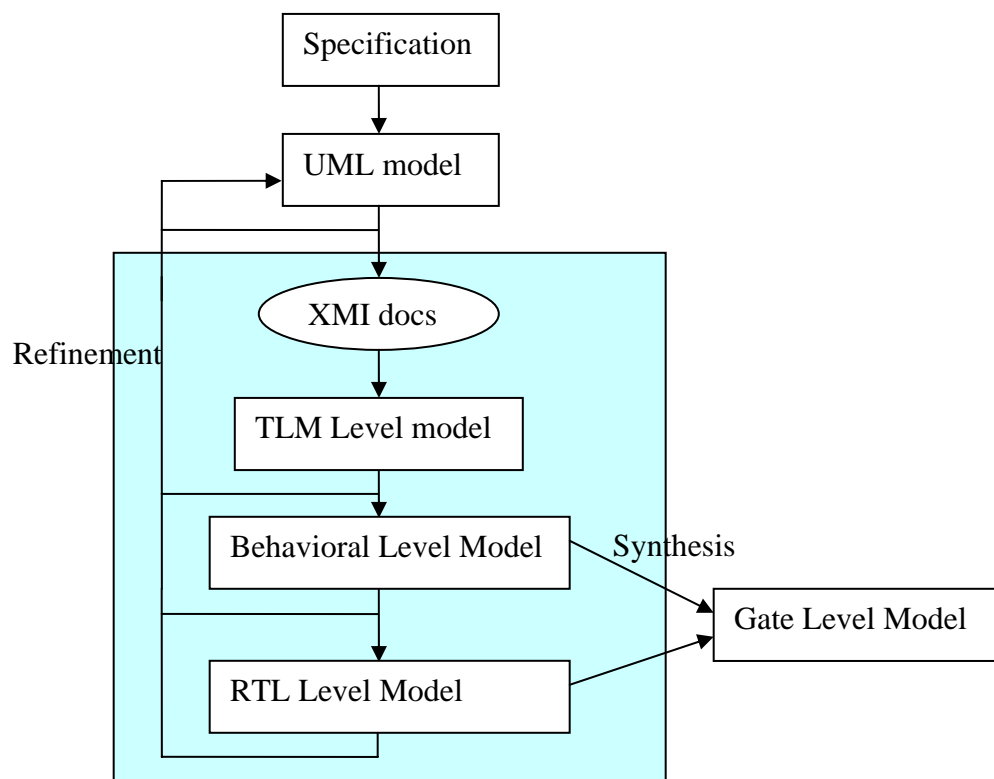 Specification
UML model
XMI docs
Refinement
TLM Level model
Behavioral Level Model
Synthesis
Gate Level Model
RTL Level Model